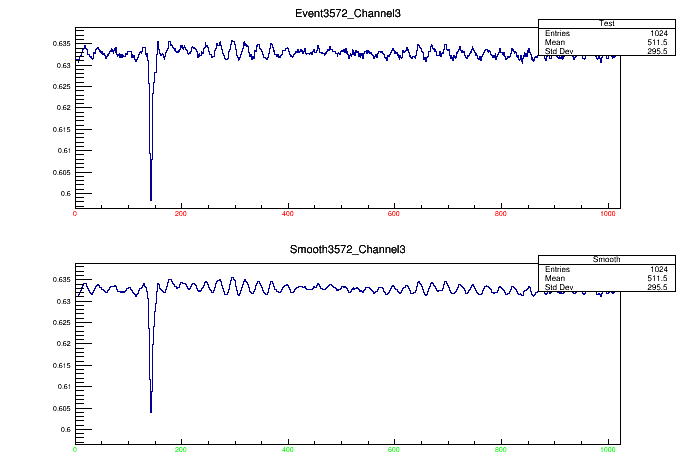 Event3572_Channel3
Test
Entries 1024
Mean 511.5
Std Dev 295.5
0.635
0.63
0.625
0.62
0.615
0.61
0.605
0.6
0 200 400 600 800 1000
Smooth3572_Channel3
Smooth
Entries 1024
Mean 511.5
Std Dev 295.5
0.635
0.63
0.625
0.62
0.615
0.61
0.605
0.6
0 200 400 600 800 1000